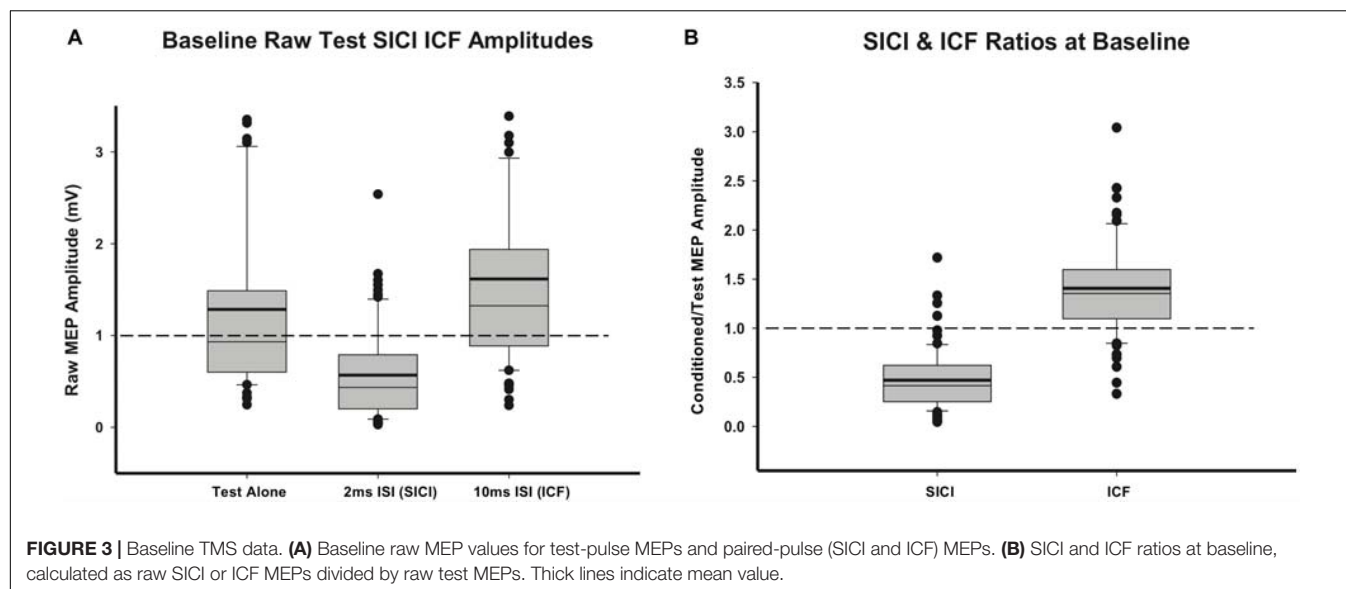 A
Baseline Raw Test SICI ICF Amplitudes
Raw MEP Amplitude (mV)
3
2
1
0
Test Alone 2ms ISI (SICI) 10ms ISI (ICF)
B
SICI & ICF Ratios at Baseline
Conditioned/Test MEP Amplitude
3.5
3.0
2.5
2.0
1.5
1.0
0.5
0.0
SICI ICF
FIGURE 3 | Baseline TMS data. (A) Baseline raw MEP values for test-pulse MEPs and paired-pulse (SICI and ICF) MEPs. (B) SICI and ICF ratios at baseline,
calculated as raw SICI or ICF MEPs divided by raw test MEPs. Thick lines indicate mean value.